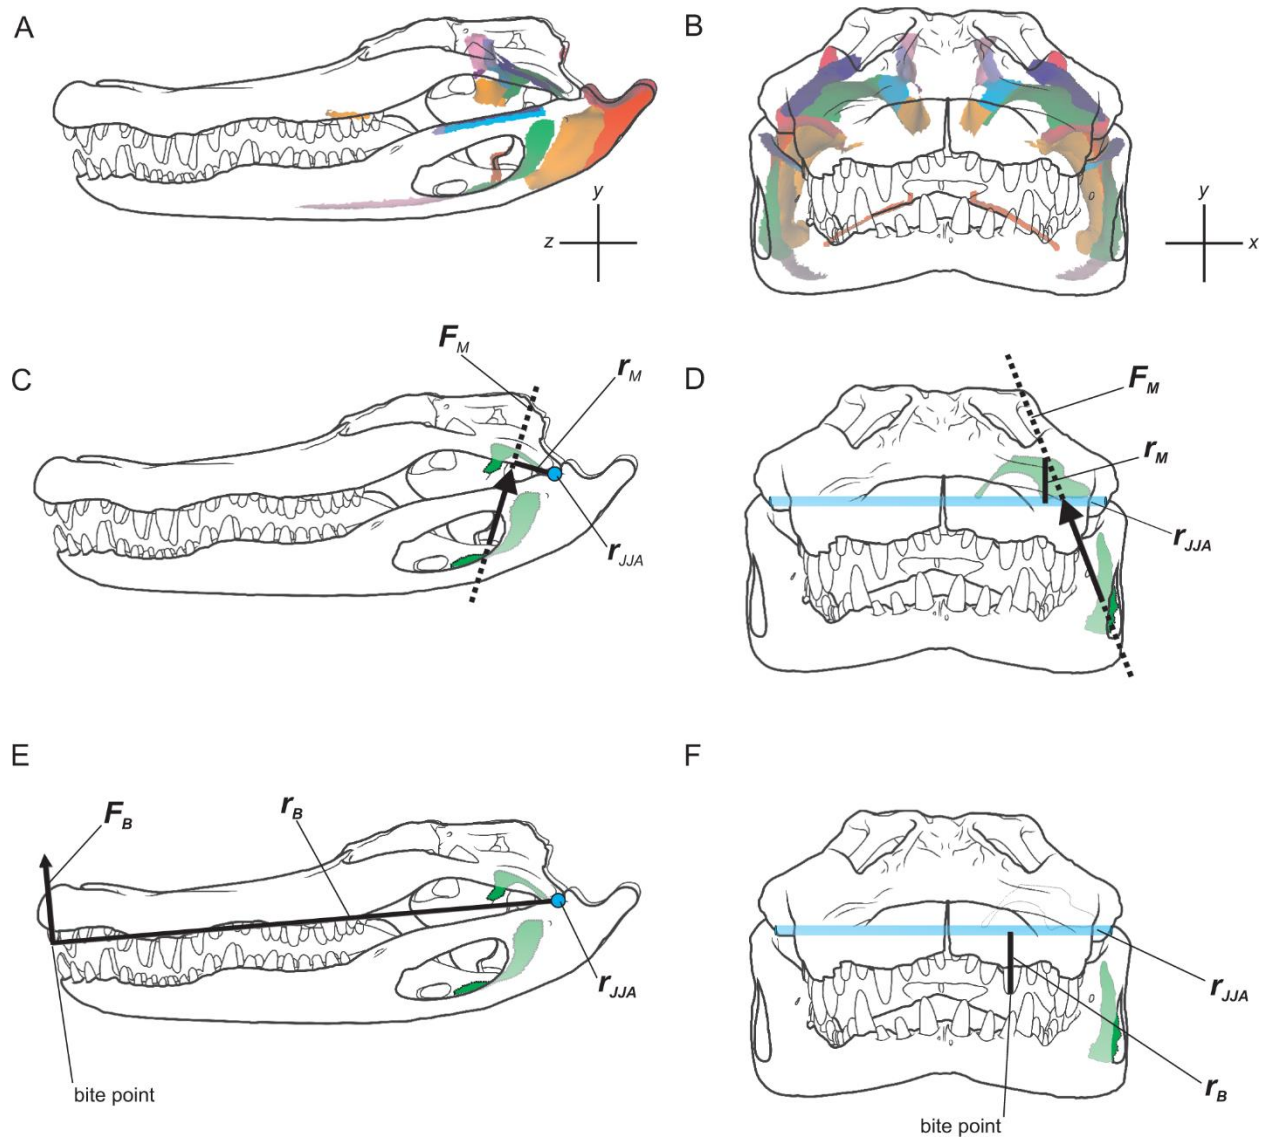 A
B
y
z
y
x
C
F_M
r_M
r_JJA
D
F_M
r_M
r_JJA
E
F_B
r_B
r_JJA
bite point
F
r_JJA
r_B
bite point